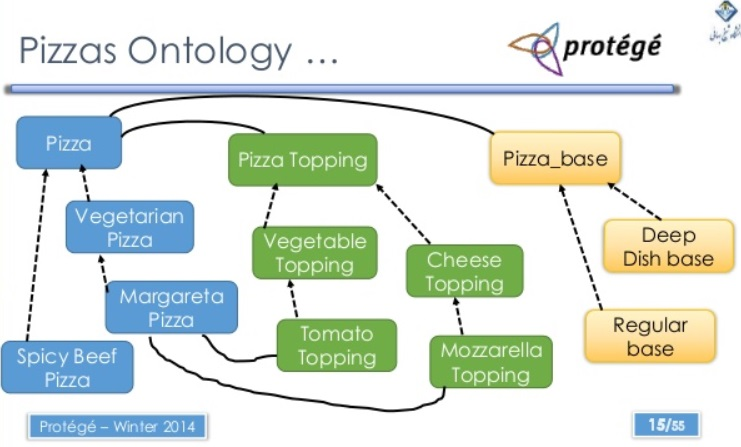 Pizzas Ontology ...
protégé
Pizza
Pizza Topping
Pizza_base
Vegetarian
Pizza
Vegetable
Topping
Cheese
Topping
Deep
Dish base
Margareta
Pizza
Tomato
Topping
Mozzarella
Topping
Regular
base
Spicy Beef
Pizza
Protégé – Winter 2014
15/55